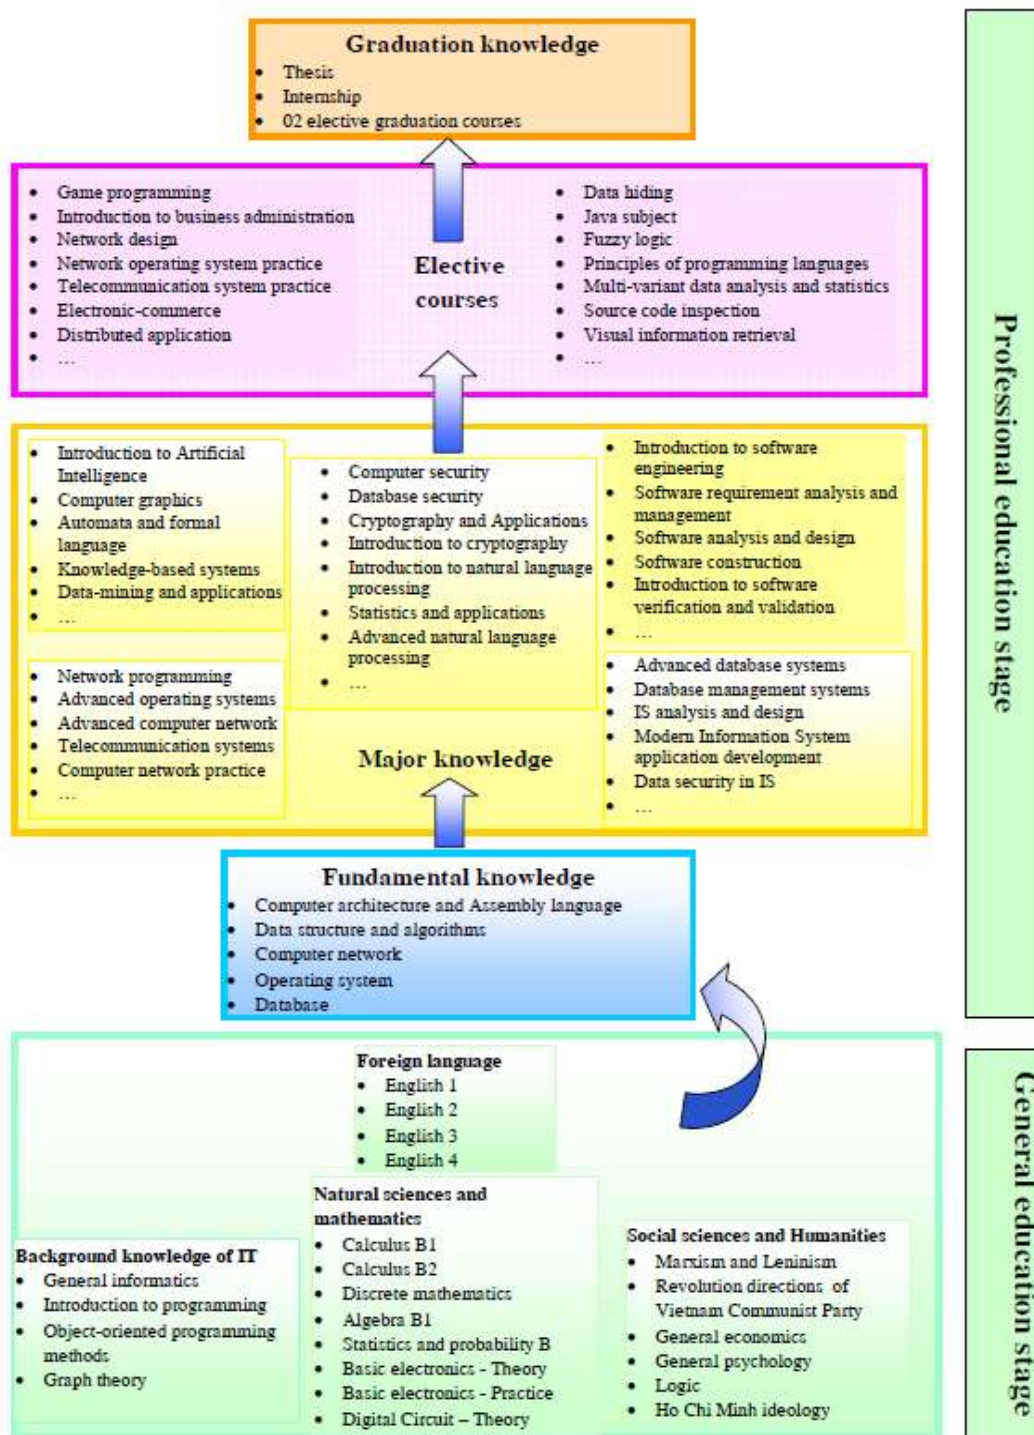 Graduation knowledge
• Thesis
• Internship
• 02 elective graduation courses
• Game programming
• Introduction to business administration
• Network design
• Network operating system practice
• Telecommunication system practice
• Electronic-commerce
• Distributed application
• …
Elective
courses
• Data hiding
• Java subject
• Fuzzy logic
• Principles of programming languages
• Multi-variant data analysis and statistics
• Source code inspection
• Visual information retrieval
• …
• Introduction to Artificial
Intelligence
• Computer graphics
• Automata and formal
language
• Knowledge-based systems
• Data-mining and applications
• …
• Computer security
• Database security
• Cryptography and Applications
• Introduction to cryptography
• Introduction to natural language
processing
• Statistics and applications
• Advanced natural language
processing
• …
• Introduction to software
engineering
• Software requirement analysis and
management
• Software analysis and design
• Software construction
• Introduction to software
verification and validation
• …
• Network programming
• Advanced operating systems
• Advanced computer network
• Telecommunication systems
• Computer network practice
• …
Major knowledge
• Advanced database systems
• Database management systems
• IS analysis and design
• Modern Information System
application development
• Data security in IS
• …
Fundamental knowledge
• Computer architecture and Assembly language
• Data structure and algorithms
• Computer network
• Operating system
• Database
Professional education stage
Foreign language
• English 1
• English 2
• English 3
• English 4
Natural sciences and
mathematics
• Calculus B1
• Calculus B2
• Discrete mathematics
• Algebra B1
• Statistics and probability B
• Basic electronics - Theory
• Basic electronics - Practice
• Digital Circuit – Theory
Background knowledge of IT
• General informatics
• Introduction to programming
• Object-oriented programming
methods
• Graph theory
Social sciences and Humanities
• Marxism and Leninism
• Revolution directions of
Vietnam Communist Party
• General economics
• General psychology
• Logic
• Ho Chi Minh ideology
General education stage